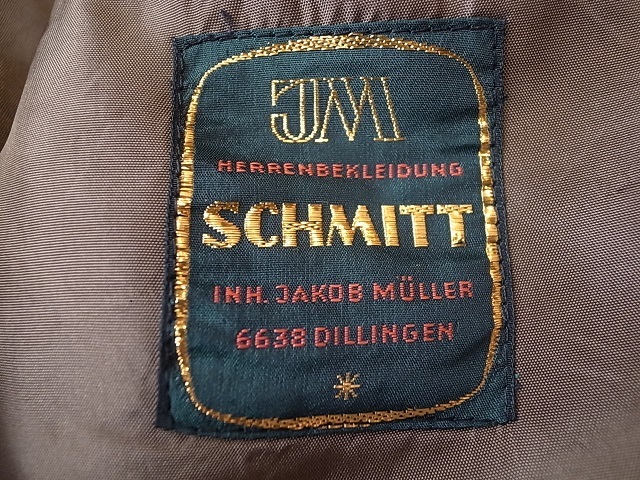 JM
HERRENBEKLEIDUNG
SCHMITT
INH. JAKOB MÜLLER
6638 DILLINGEN